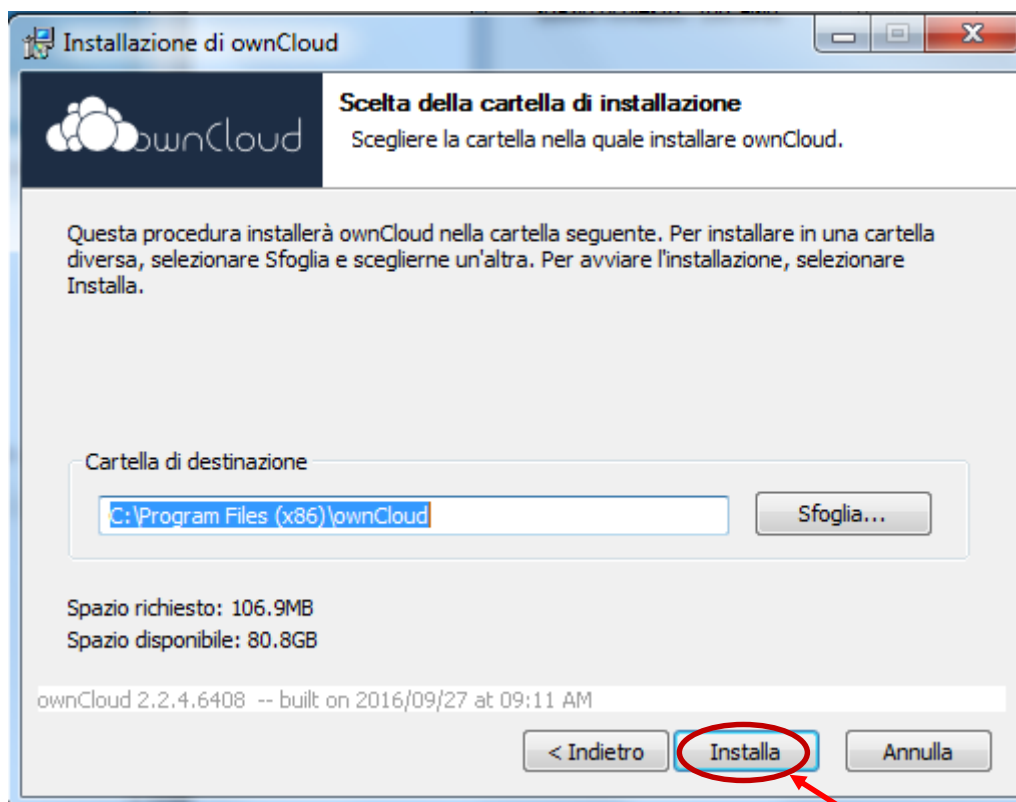 Installazione di ownCloud
ownCloud
Scelta della cartella di installazione
Scegliere la cartella nella quale installare ownCloud.
Questa procedura installerà ownCloud nella cartella seguente. Per installare in una cartella
diversa, selezionare Sfoglia e sceglierne un'altra. Per avviare l'installazione, selezionare
Installa.
Cartella di destinazione
C:\Program Files (x86)\ownCloud
Sfoglia...
Spazio richiesto: 106.9MB
Spazio disponibile: 80.8GB
ownCloud 2.2.4.6408 -- built on 2016/09/27 at 09:11 AM
< Indietro
Installa
Annulla